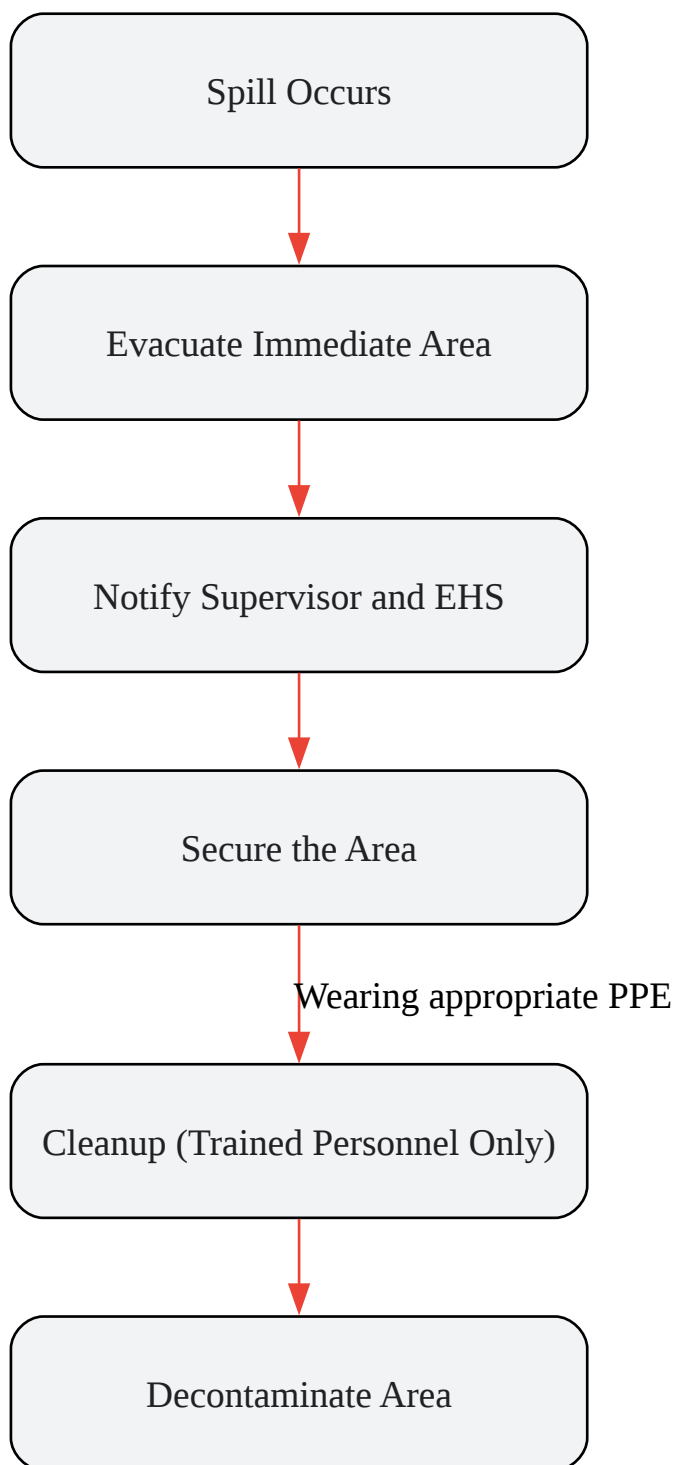 Spill Occurs
Evacuate Immediate Area
Notify Supervisor and EHS
Secure the Area
Wearing appropriate PPE
Cleanup (Trained Personnel Only)
Decontaminate Area